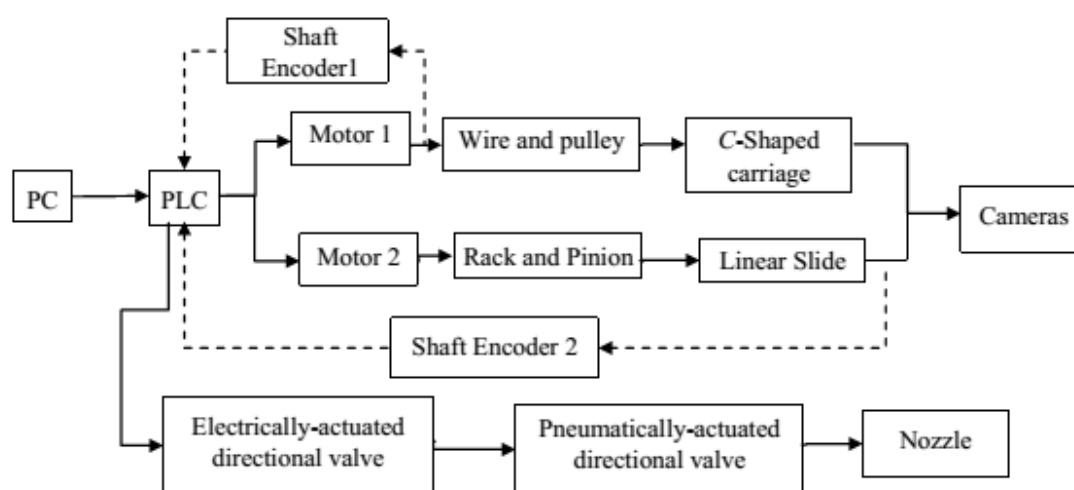 Shaft
Encoder1
Motor 1
Wire and pulley
C-Shaped
carriage
PC
PLC
Cameras
Motor 2
Rack and Pinion
Linear Slide
Shaft Encoder 2
Electrically-actuated
directional valve
Pneumatically-actuated
directional valve
Nozzle